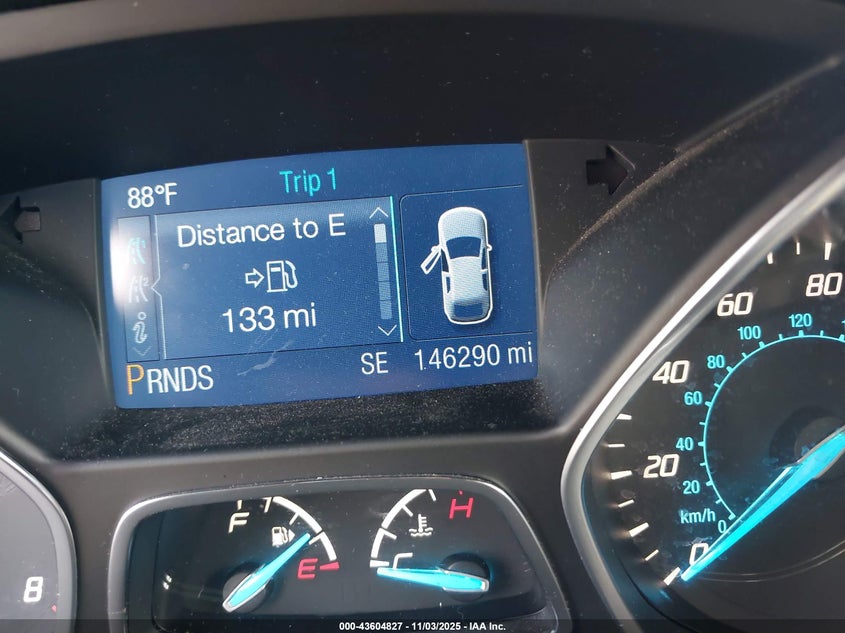 88°F
Trip 1
Distance to E
133 mi
PRNDS
SE
146290 mi
F
E
H
C
8
0
20
40
60
80
km/h
0
20
40
60
80
100
120
000-43604827 - 11/03/2025 - IAA Inc.